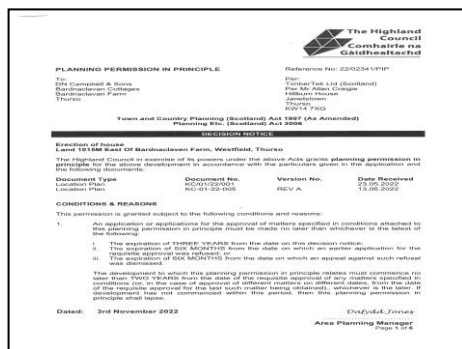 The Highland
Council
Comhairle na
Gàidhealtachd
PLANNING PERMISSION IN PRINCIPLE
Reference No: 22/02341/PIP
To:
DN Campbell & Sons
Bardnaclaven Cottages
Bardnaclaven Farm
Thurso
Per:
TimberTek Ltd (Scotland)
Per Mr Allan Craigie
Hillburn House
Janetstown
Thurso
KW14 7XQ
Town and Country Planning (Scotland) Act 1997 (As Amended)
Planning Etc. (Scotland) Act 2006
DECISION NOTICE
Erection of house
Land 1015M East Of Bardnaclaven Farm, Westfield, Thurso
The Highland Council in exercise of its powers under the above Acts grants planning permission in
principle for the above development in accordance with the particulars given in the application and
the following documents:
Document Type Document No. Version No. Date Received
Location Plan KC/01/22/001 23.05.2022
Location Plan KC-01-22-005 REV A 13.06.2022
CONDITIONS & REASONS
This permission is granted subject to the following conditions and reasons:
1. An application or applications for the approval of matters specified in conditions attached to
this planning permission in principle must be made no later than whichever is the latest of
the following:
i. The expiration of THREE YEARS from the date on this decision notice;
ii. The expiration of SIX MONTHS from the date on which an earlier application for the
requisite approval was refused; or
iii. The expiration of SIX MONTHS from the date on which an appeal against such refusal
was dismissed.
The development to which this planning permission in principle relates must commence no
later than TWO YEARS from the date of the requisite approval of any matters specified in
conditions (or, in the case of approval of different matters on different dates, from the date
of the requisite approval for the last such matter being obtained), whichever is the later. If
development has not commenced within this period, then this planning permission in
principle shall lapse.
Dated: 3rd November 2022
Dafydd Jones
Area Planning Manager
Page 1 of 6